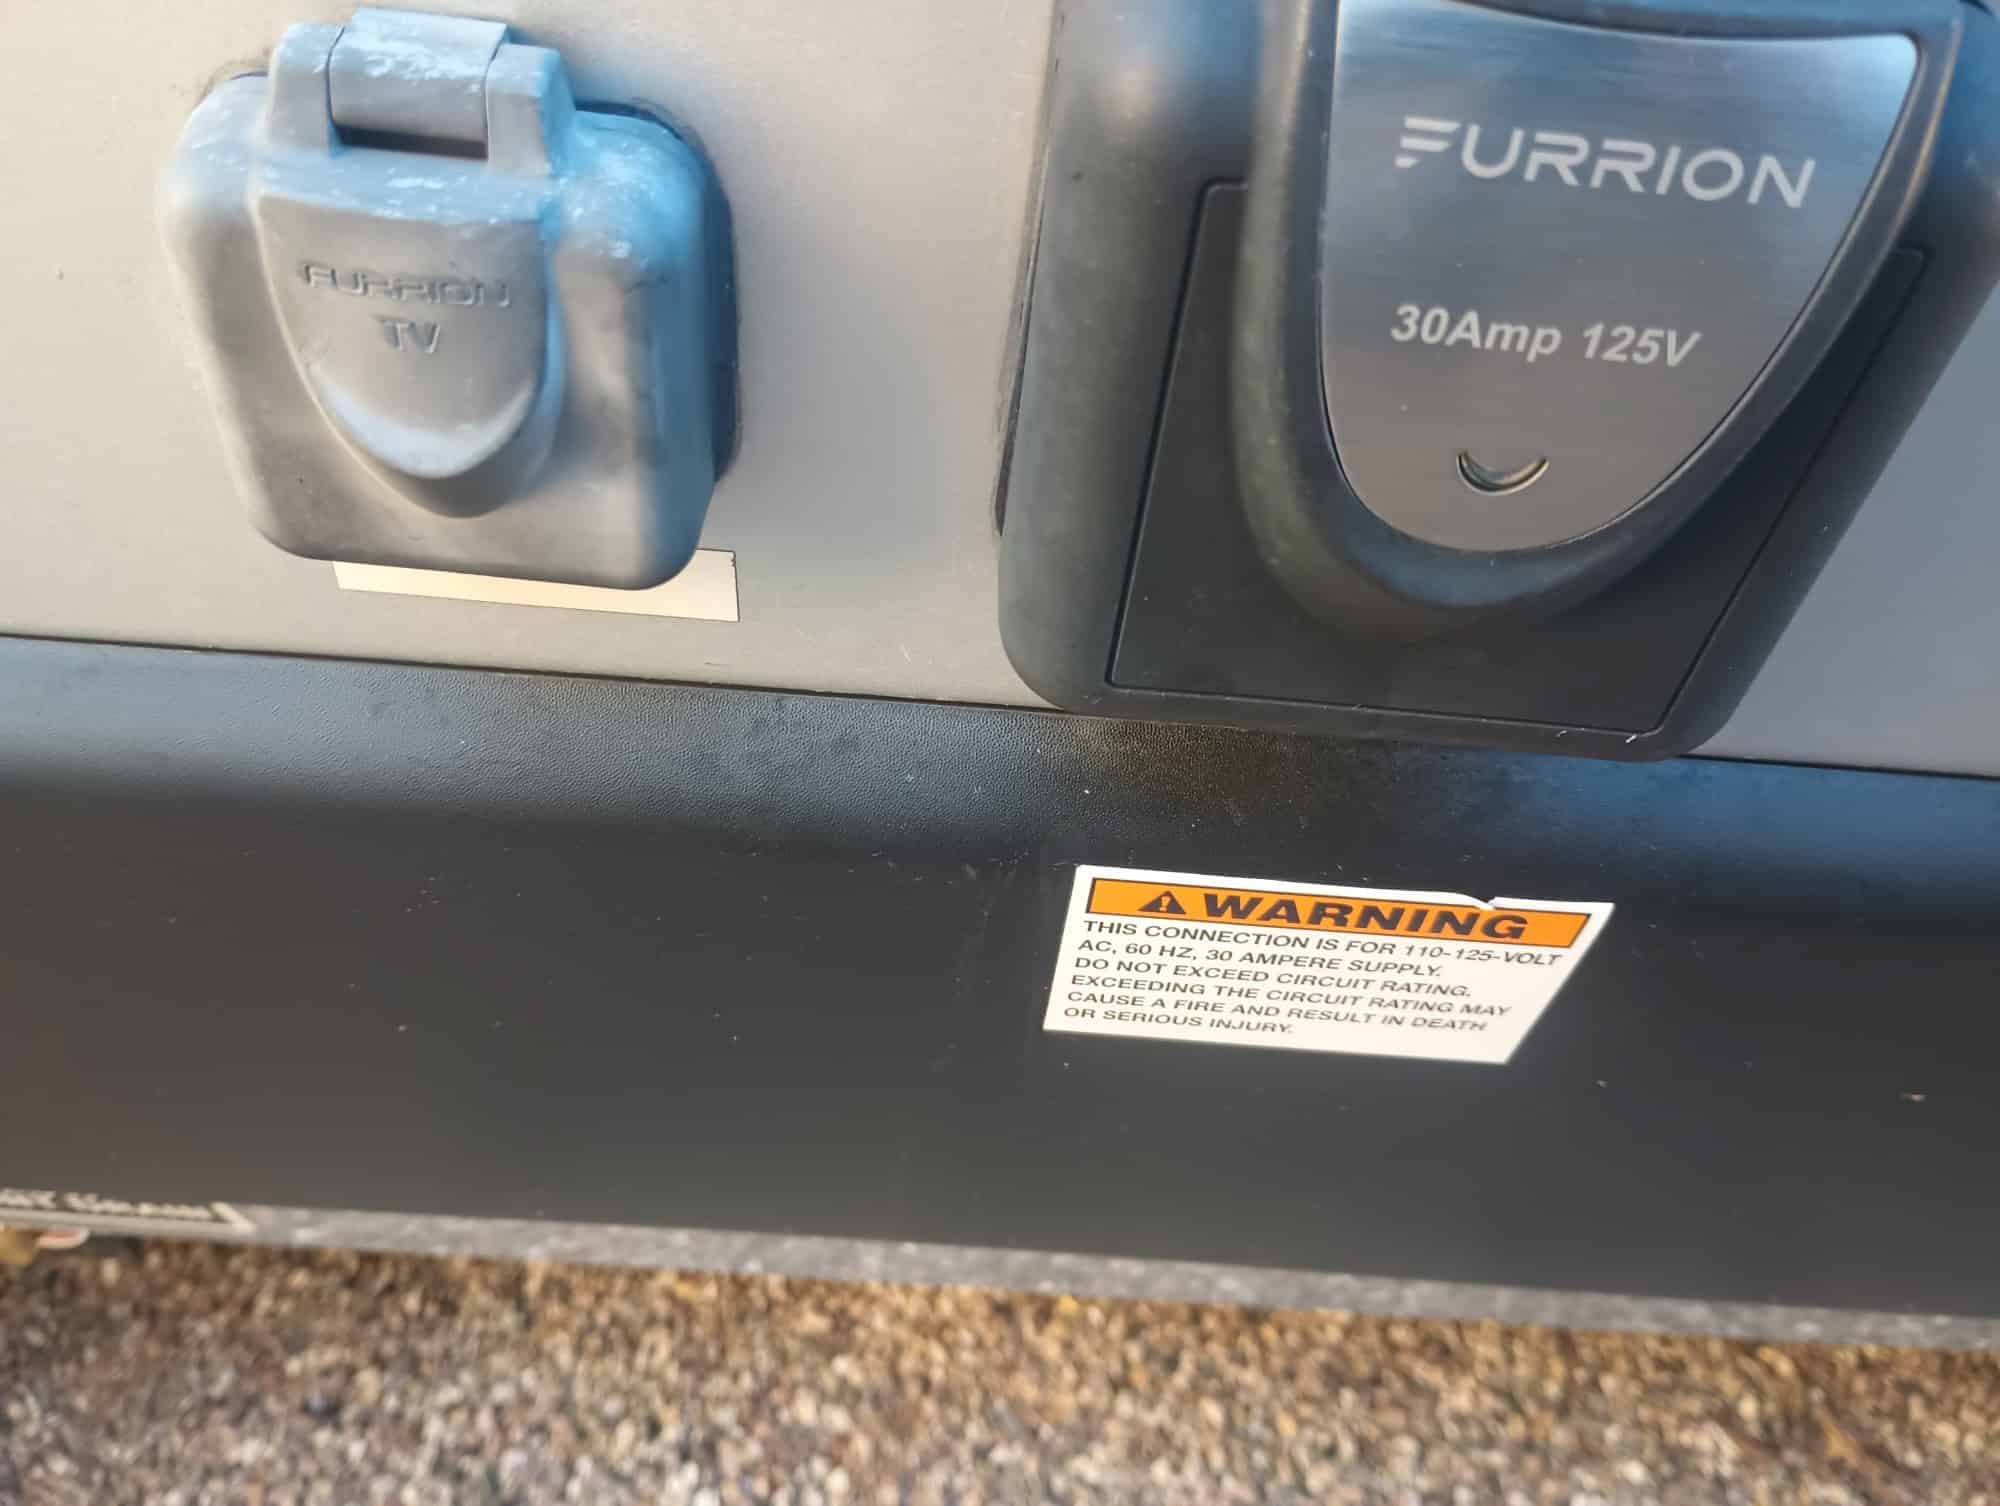 FURRION
TV
FURRION
30Amp 125V
WARNING
THIS CONNECTION IS FOR 110-125-VOLT
AC, 60 HZ, 30 AMPERE SUPPLY.
DO NOT EXCEED CIRCUIT RATING.
EXCEEDING THE CIRCUIT RATING MAY
CAUSE A FIRE AND RESULT IN DEATH
OR SERIOUS INJURY.